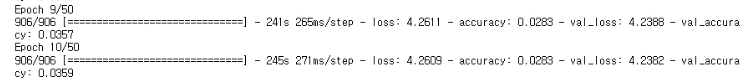 Epoch 9/50
906/906 [==============================] - 241s 265ms/step - loss: 4.2611 - accuracy: 0.0283 - val_loss: 4.2388 - val_accura
cy: 0.0357
Epoch 10/50
906/906 [==============================] - 245s 271ms/step - loss: 4.2609 - accuracy: 0.0283 - val_loss: 4.2382 - val_accura
cy: 0.0359